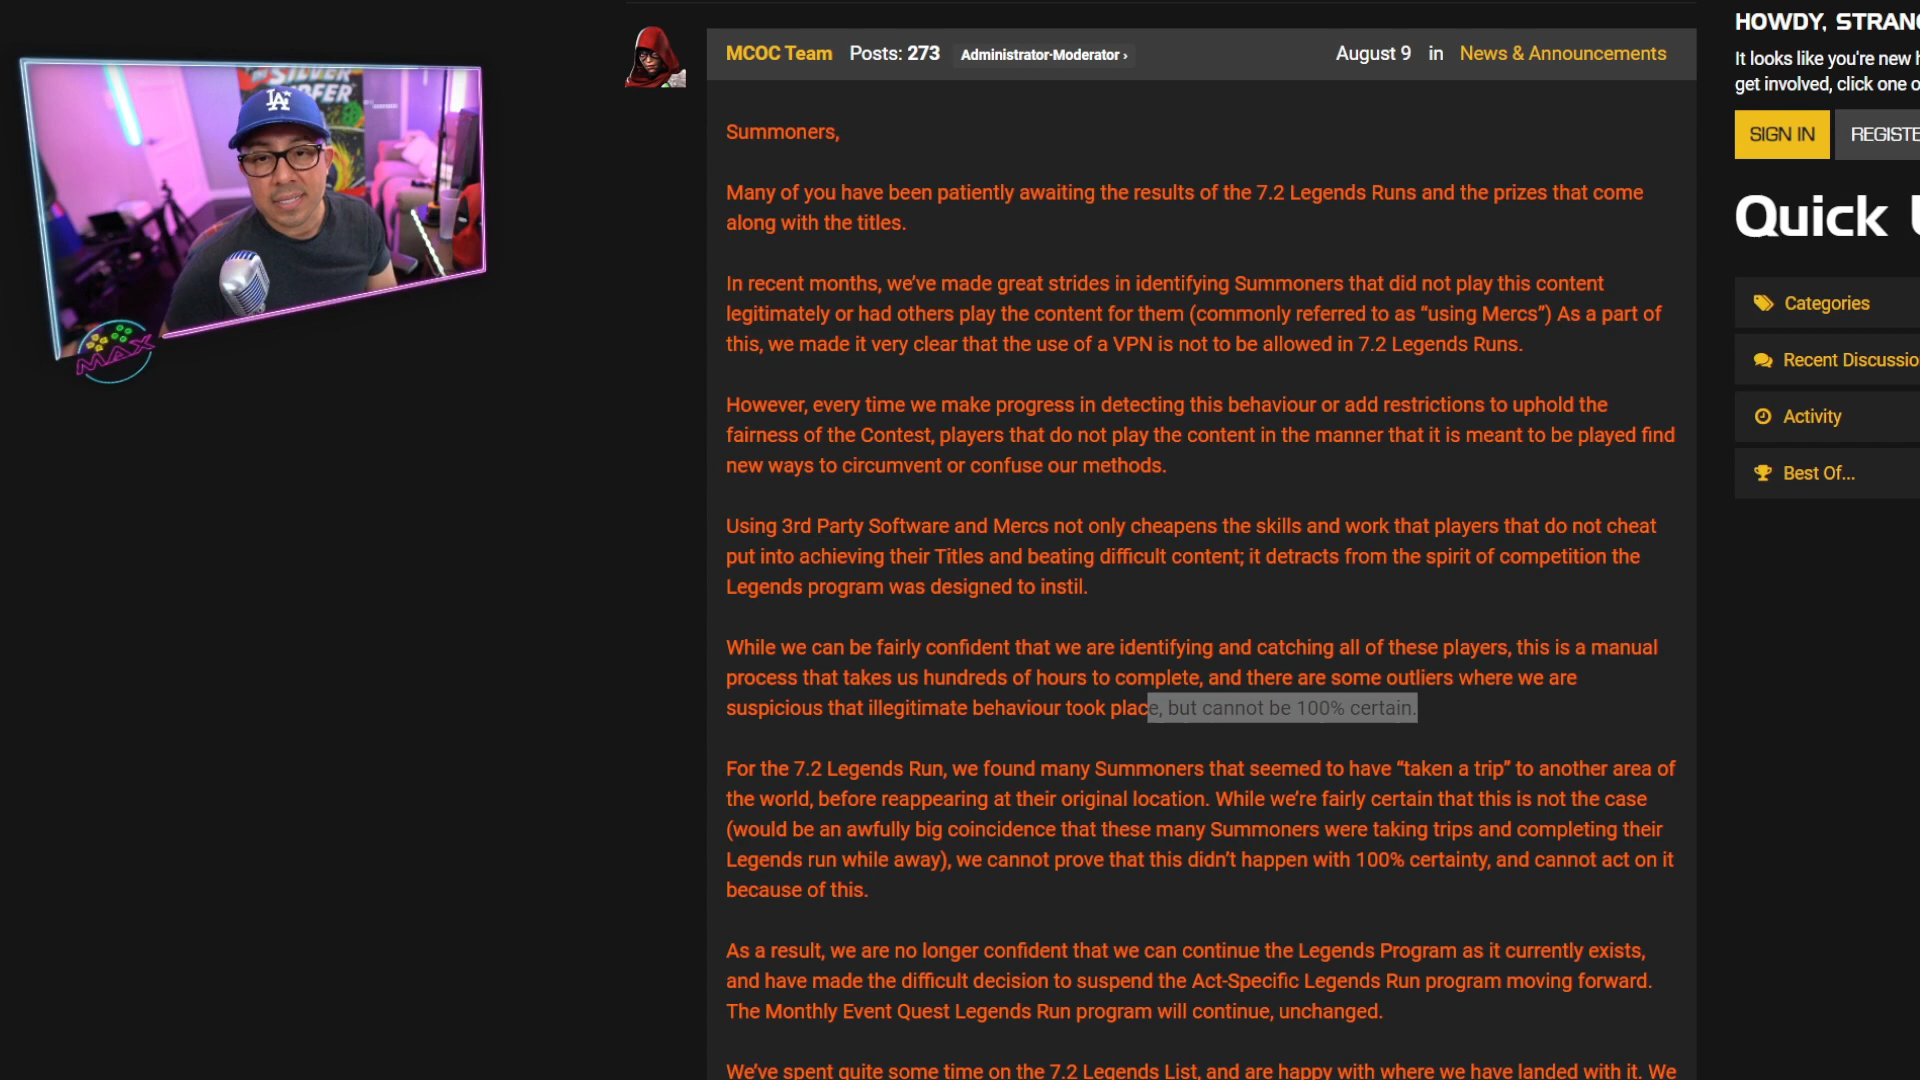 MCOC Team Posts: 273 Administrator-Moderator › August 9 in News & Announcements
Summoners,
Many of you have been patiently awaiting the results of the 7.2 Legends Runs and the prizes that come
along with the titles.
In recent months, we’ve made great strides in identifying Summoners that did not play this content
legitimately or had others play the content for them (commonly referred to as “using Mercs”) As a part of
this, we made it very clear that the use of a VPN is not to be allowed in 7.2 Legends Runs.
However, every time we make progress in detecting this behaviour or add restrictions to uphold the
fairness of the Contest, players that do not play the content in the manner that it is meant to be played find
new ways to circumvent or confuse our methods.
Using 3rd Party Software and Mercs not only cheapens the skills and work that players that do not cheat
put into achieving their Titles and beating difficult content; it detracts from the spirit of competition the
Legends program was designed to instil.
While we can be fairly confident that we are identifying and catching all of these players, this is a manual
process that takes us hundreds of hours to complete, and there are some outliers where we are
suspicious that illegitimate behaviour took place, but cannot be 100% certain.
For the 7.2 Legends Run, we found many Summoners that seemed to have “taken a trip” to another area of
the world, before reappearing at their original location. While we’re fairly certain that this is not the case
(would be an awfully big coincidence that these many Summoners were taking trips and completing their
Legends run while away), we cannot prove that this didn’t happen with 100% certainty, and cannot act on it
because of this.
As a result, we are no longer confident that we can continue the Legends Program as it currently exists,
and have made the difficult decision to suspend the Act-Specific Legends Run program moving forward.
The Monthly Event Quest Legends Run program will continue, unchanged.
We’ve spent quite some time on the 7.2 Legends List, and are happy with where we have landed with it. We
HOWDY, STRAN
It looks like you're new
get involved, click one
SIGN IN REGISTE
Quick
Categories
Recent Discussio
Activity
Best Of...
SILVER
LA
MAX